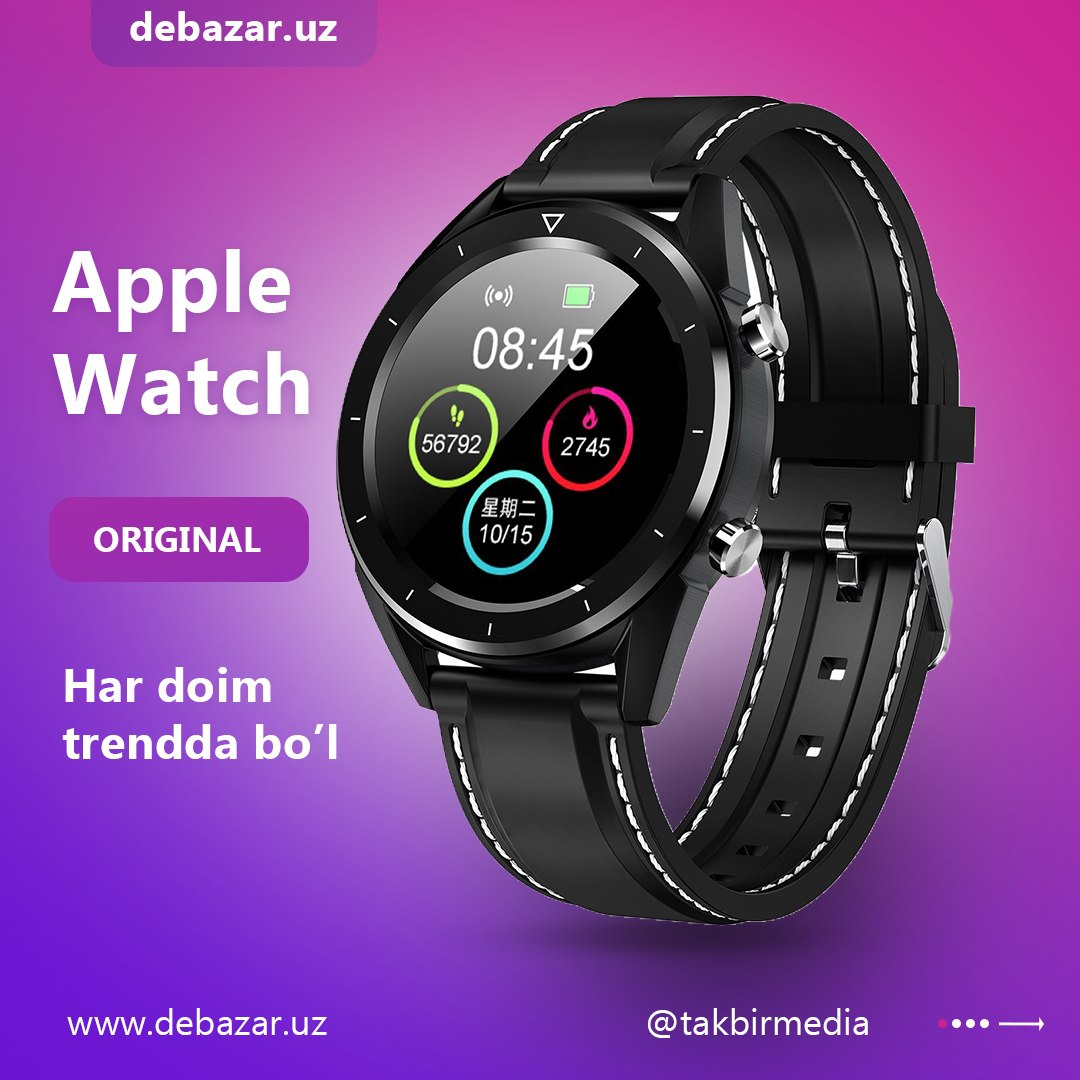 debazar.uz
Apple
Watch
ORIGINAL
Har doim
trendda bo’l
08:45
56792
2745
星期二
10/15
www.debazar.uz
@takbirmedia